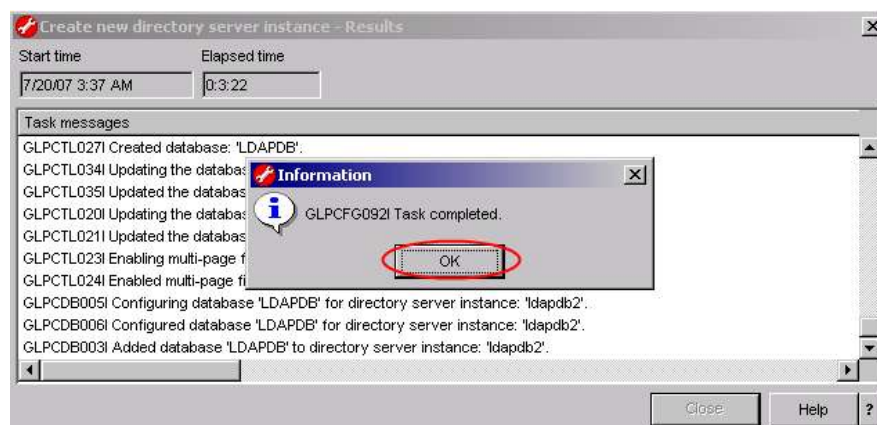 Create new directory server instance - Results
Start time Elapsed time
7/20/07 3:37 AM 0:3:22
Task messages
GLPCTL027I Created database: 'LDAPDB'.
GLPCTL034I Updating the databas
GLPCTL035I Updated the databas
GLPCTL020I Updating the databas
GLPCTL021I Updated the databas
GLPCTL023I Enabling multi-page f
GLPCTL024I Enabled multi-page fi
GLPCDB005I Configuring database 'LDAPDB' for directory server instance: 'ldapdb2'.
GLPCDB006I Configured database 'LDAPDB' for directory server instance: 'ldapdb2'.
GLPCDB003I Added database 'LDAPDB' to directory server instance: 'ldapdb2'.
Information
GLPCFG092I Task completed.
OK
Close Help ?